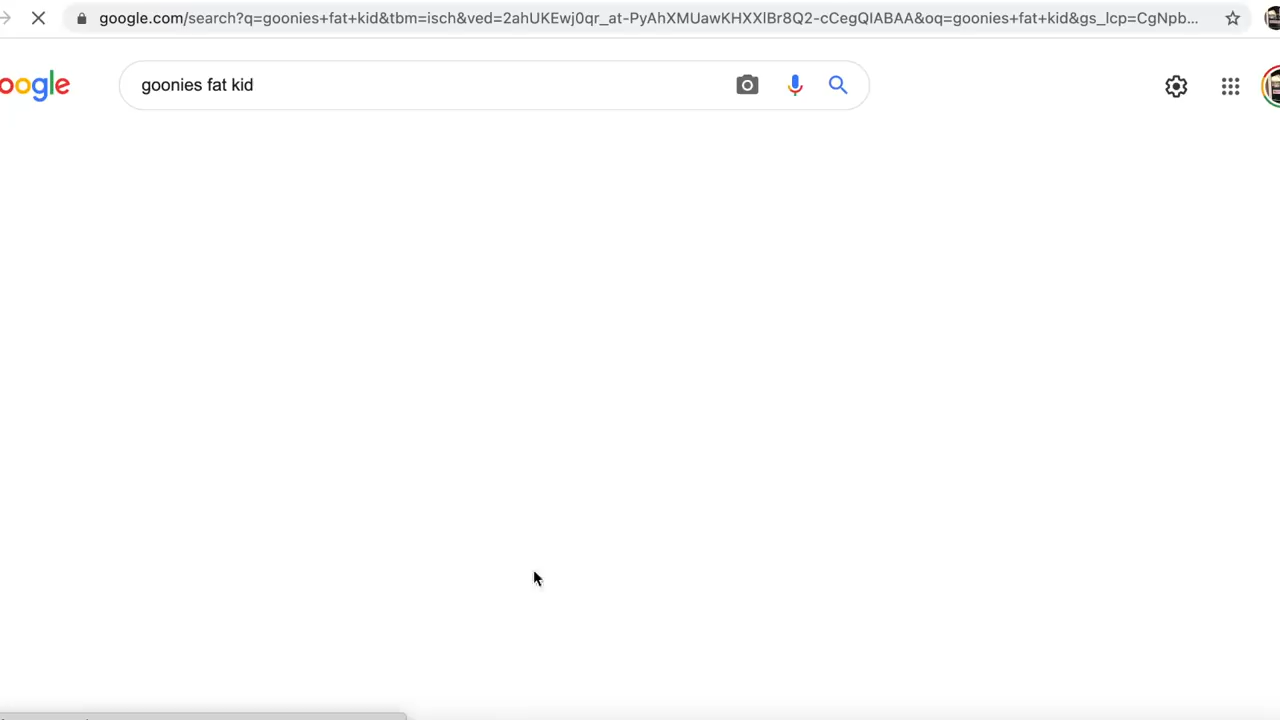 google.com/search?q=goonies+fat+kid&tbm=isch&ved=2ahUKEwj0qr_at-PyAhXMUawKHXXlBr8Q2-cCegQIABAA&oq=goonies+fat+kid&gs_lcp=CgNpb...
oogle
goonies fat kid